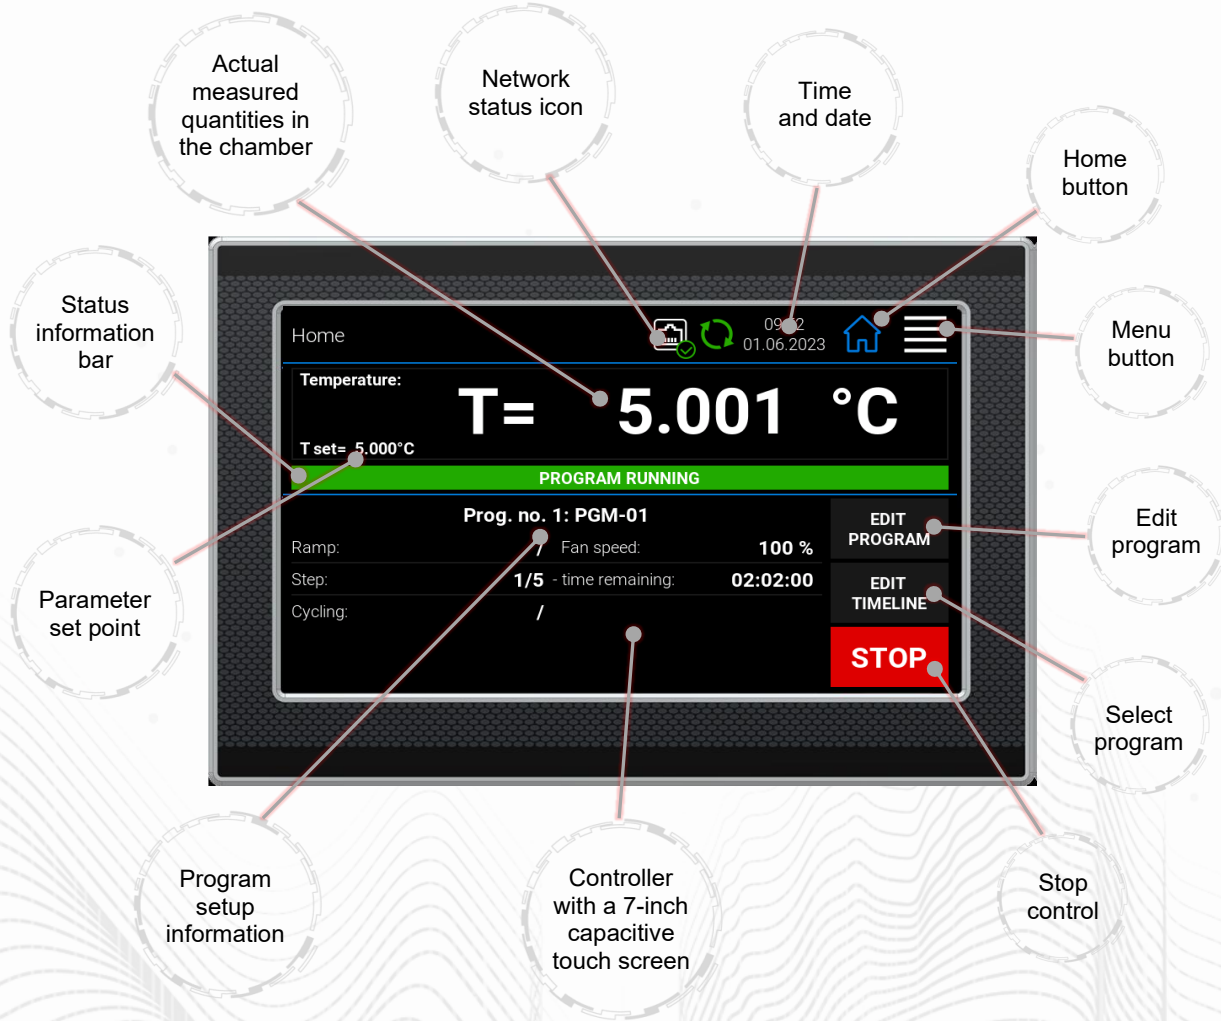 Actual
measured
quantities in
the chamber
Network
status icon
Time
and date
Home
button
Status
information
bar
Menu
button
Parameter
set point
Edit
program
Select
program
Program
setup
information
Controller
with a 7-inch
capacitive
touch screen
Stop
control
Home
01.06.2023
Temperature:
T= 5.001 °C
T set= 5.000°C
PROGRAM RUNNING
Prog. no. 1: PGM-01
Ramp: / Fan speed: 100 %
Step: 1/5 - time remaining: 02:02:00
Cycling: /
EDIT
PROGRAM
EDIT
TIMELINE
STOP